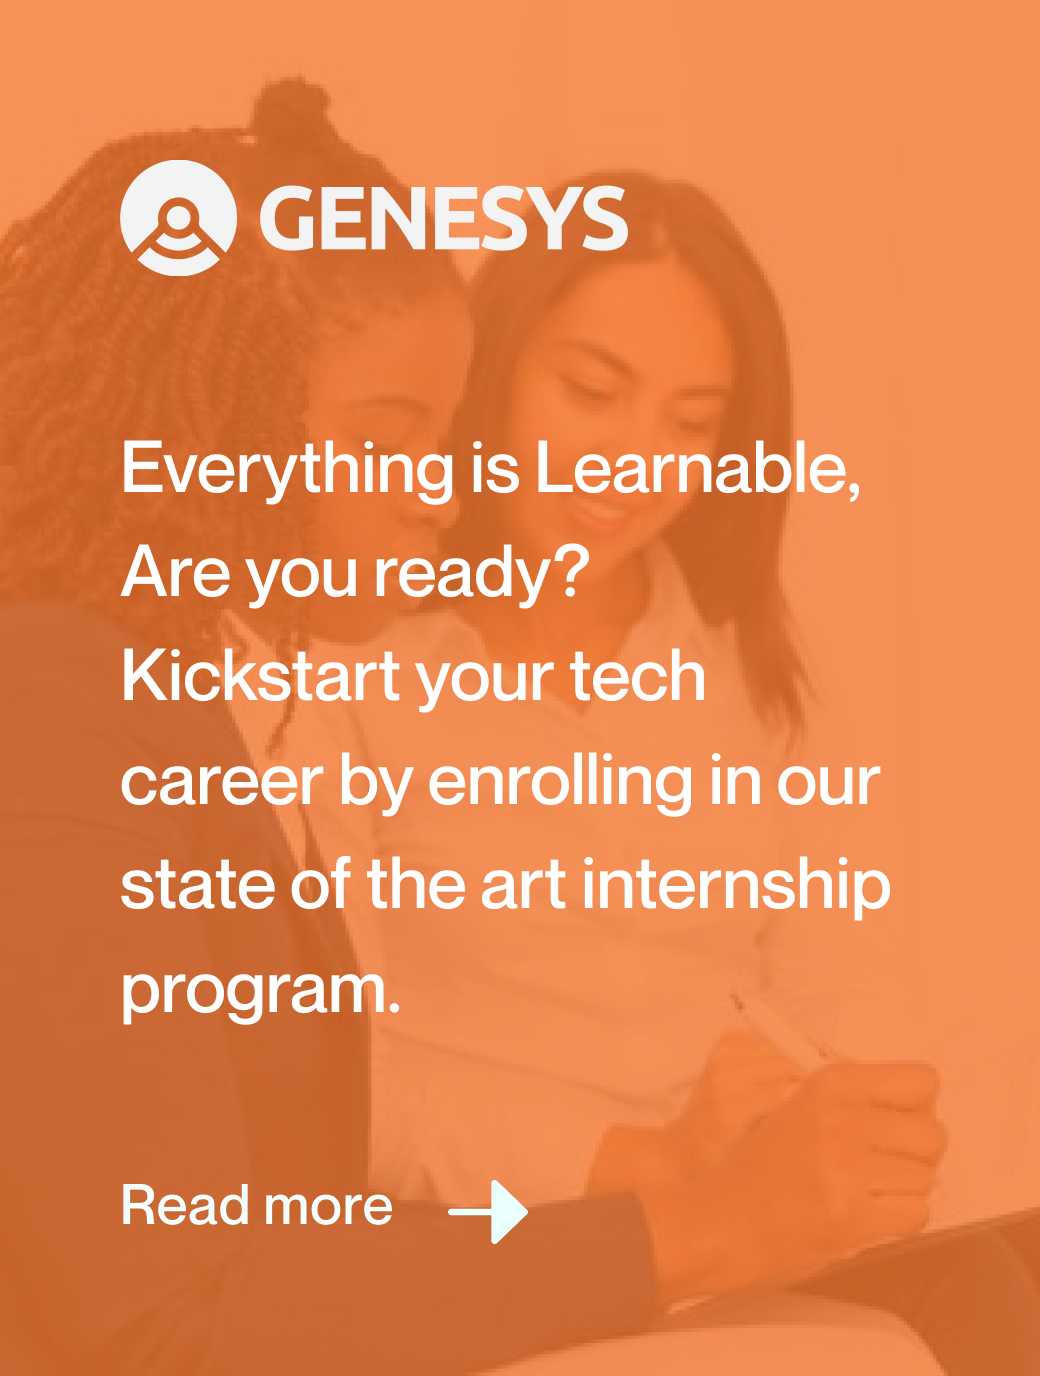 GENESYS
Everything is Learnable,
Are you ready?
Kickstart your tech
career by enrolling in our
state of the art internship
program.
Read more